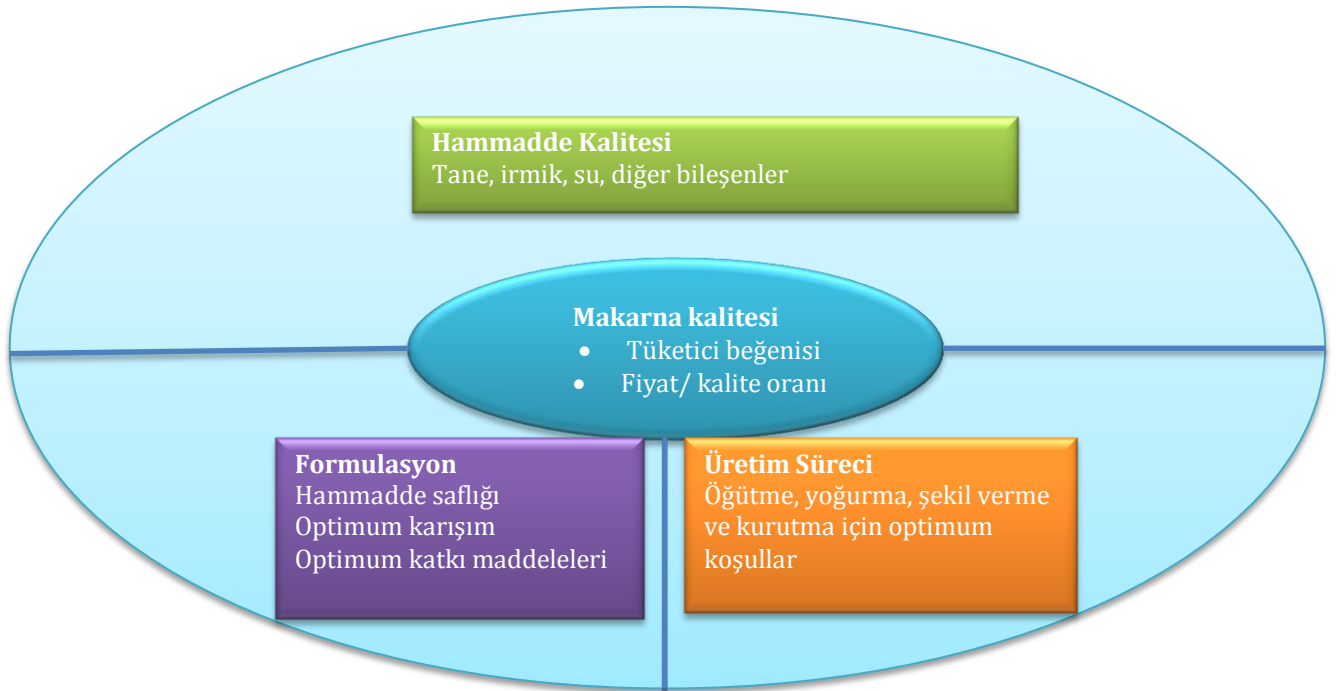 Hammadde Kalitesi
Tane, irmik, su, diğer bileşenler
Makarna kalitesi
• Tüketici beğenisi
• Fiyat/ kalite oranı
Formulasyon
Hammadde saflığı
Optimum karışım
Optimum katkı maddeleleri
Üretim Süreci
Öğütme, yoğurma, şekil verme
ve kurutma için optimum
koşullar